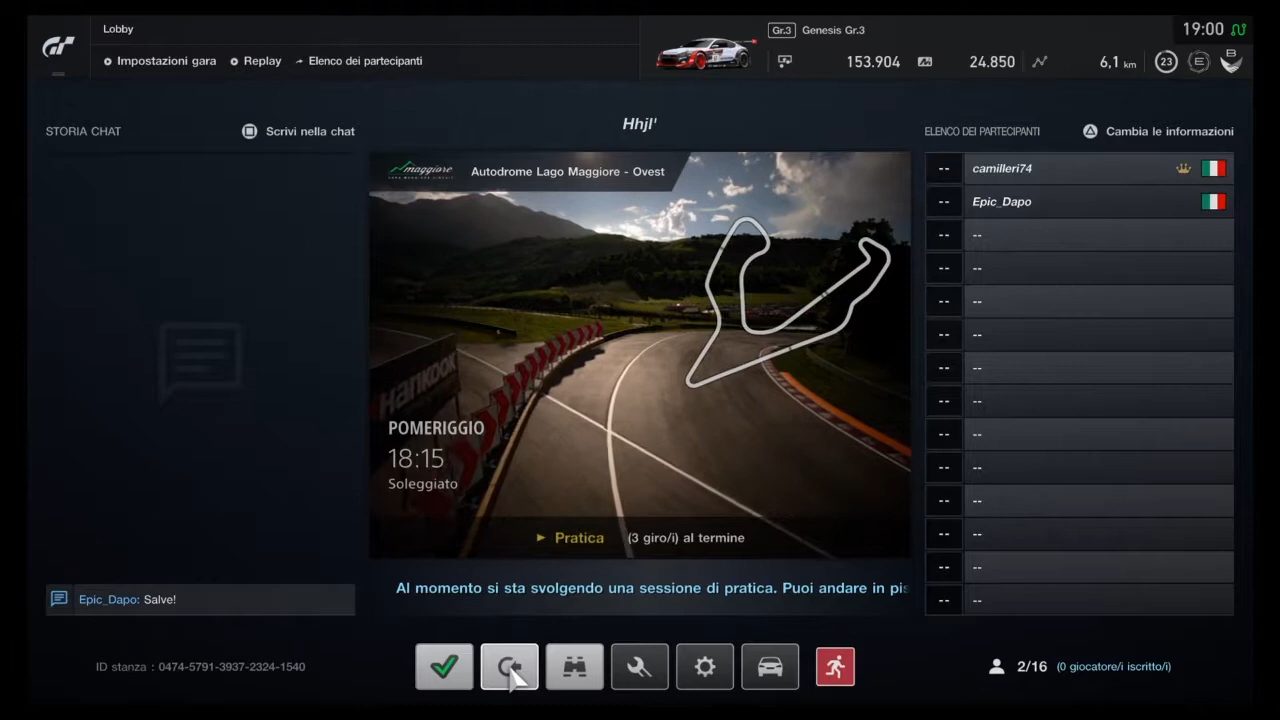 Lobby
Impostazioni gara
Replay
Elenco dei partecipanti
Gr.3
Genesis Gr.3
153.904
24.850
6,1 km
23
E
B
19:00
STORIA CHAT
Scrivi nella chat
Epic_Dapo: Salve!
Hhjl'
maggiore
Autodrome Lago Maggiore - Ovest
Hankook
POMERIGGIO
18:15
Soleggiato
Pratica (3 giro/i) al termine
Al momento si sta svolgendo una sessione di pratica. Puoi andare in pis
ELENCO DEI PARTECIPANTI
Cambia le informazioni
-- camilleri74
-- Epic_Dapo
-- --
-- --
-- --
-- --
-- --
-- --
-- --
-- --
-- --
-- --
-- --
-- --
ID stanza : 0474-5791-3937-2324-1540
2/16 (0 giocatore/i iscritto/i)